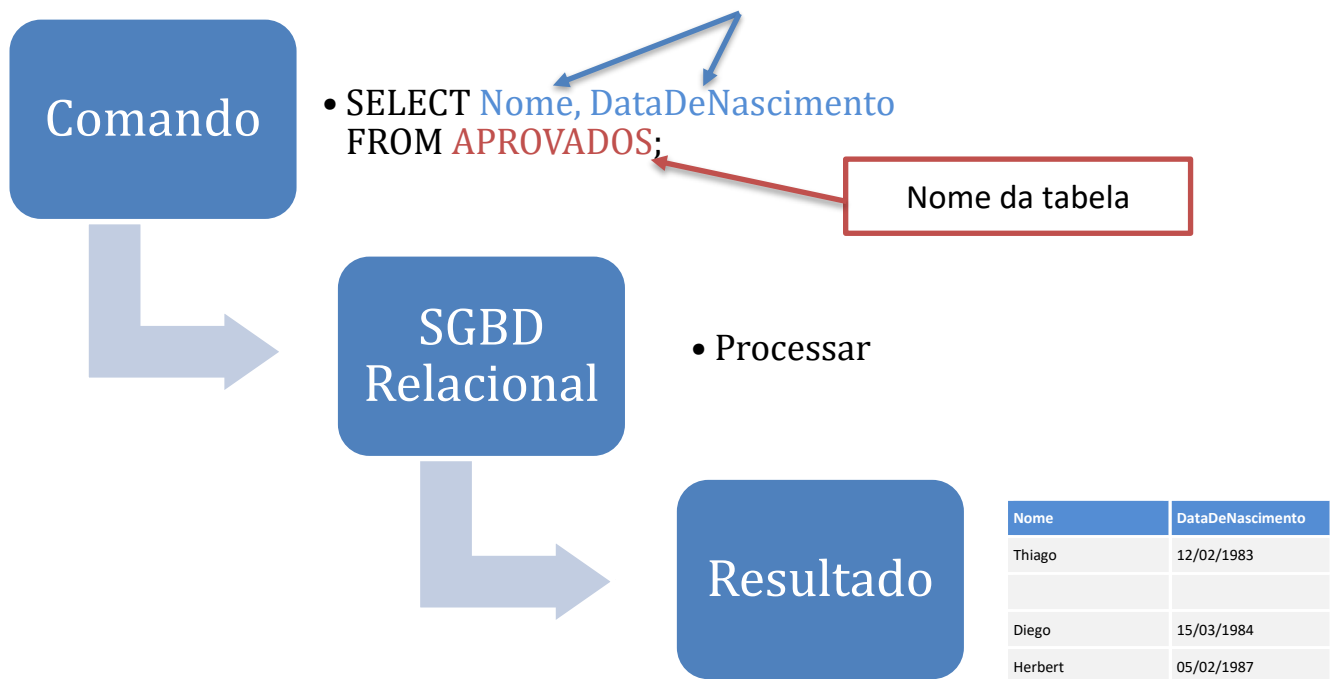 Comando
• SELECT Nome, DataDeNascimento
FROM APROVADOS;
Nome da tabela
SGBD
Relacional
• Processar
Resultado
Nome DataDeNascimento
Thiago 12/02/1983
Diego 15/03/1984
Herbert 05/02/1987